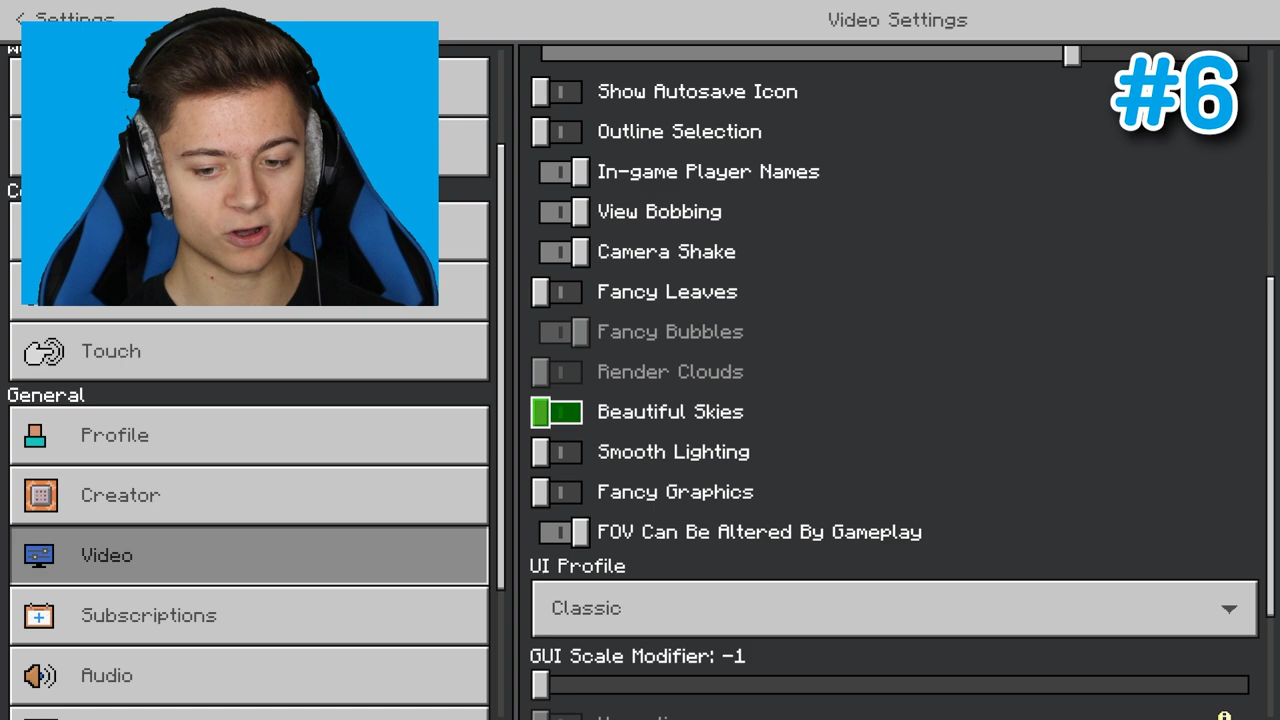 Settings
Video Settings
#6
Show Autosave Icon
Outline Selection
In-game Player Names
View Bobbing
Camera Shake
Fancy Leaves
Fancy Bubbles
Render Clouds
Beautiful Skies
Smooth Lighting
Fancy Graphics
FOV Can Be Altered By Gameplay
UI Profile
Classic
GUI Scale Modifier: -1
Touch
General
Profile
Creator
Video
Subscriptions
Audio